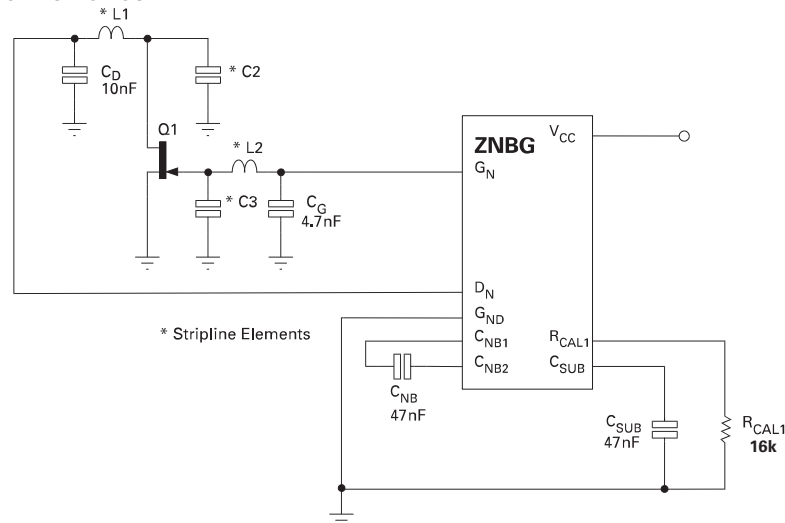 * L1
C_D
10nF
* C2
Q1
* L2
* C3
C_G
4.7nF
ZNBG
V_CC
G_N
D_N
G_ND
C_NB1
C_NB2
R_CAL1
C_SUB
* Stripline Elements
C_NB
47nF
C_SUB
47nF
R_CAL1
16k